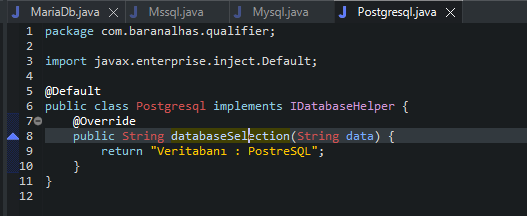 MariaDb.java Mssql.java Mysql.java Postgresql.java
1 package com.baranalhas.qualifier;
2
3 import javax.enterprise.inject.Default;
4
5 @Default
6 public class Postgresql implements IDatabaseHelper {
7 @Override
8 public String databaseSelection(String data) {
9 return "Veritabanı : PostreSQL";
10 }
11 }
12